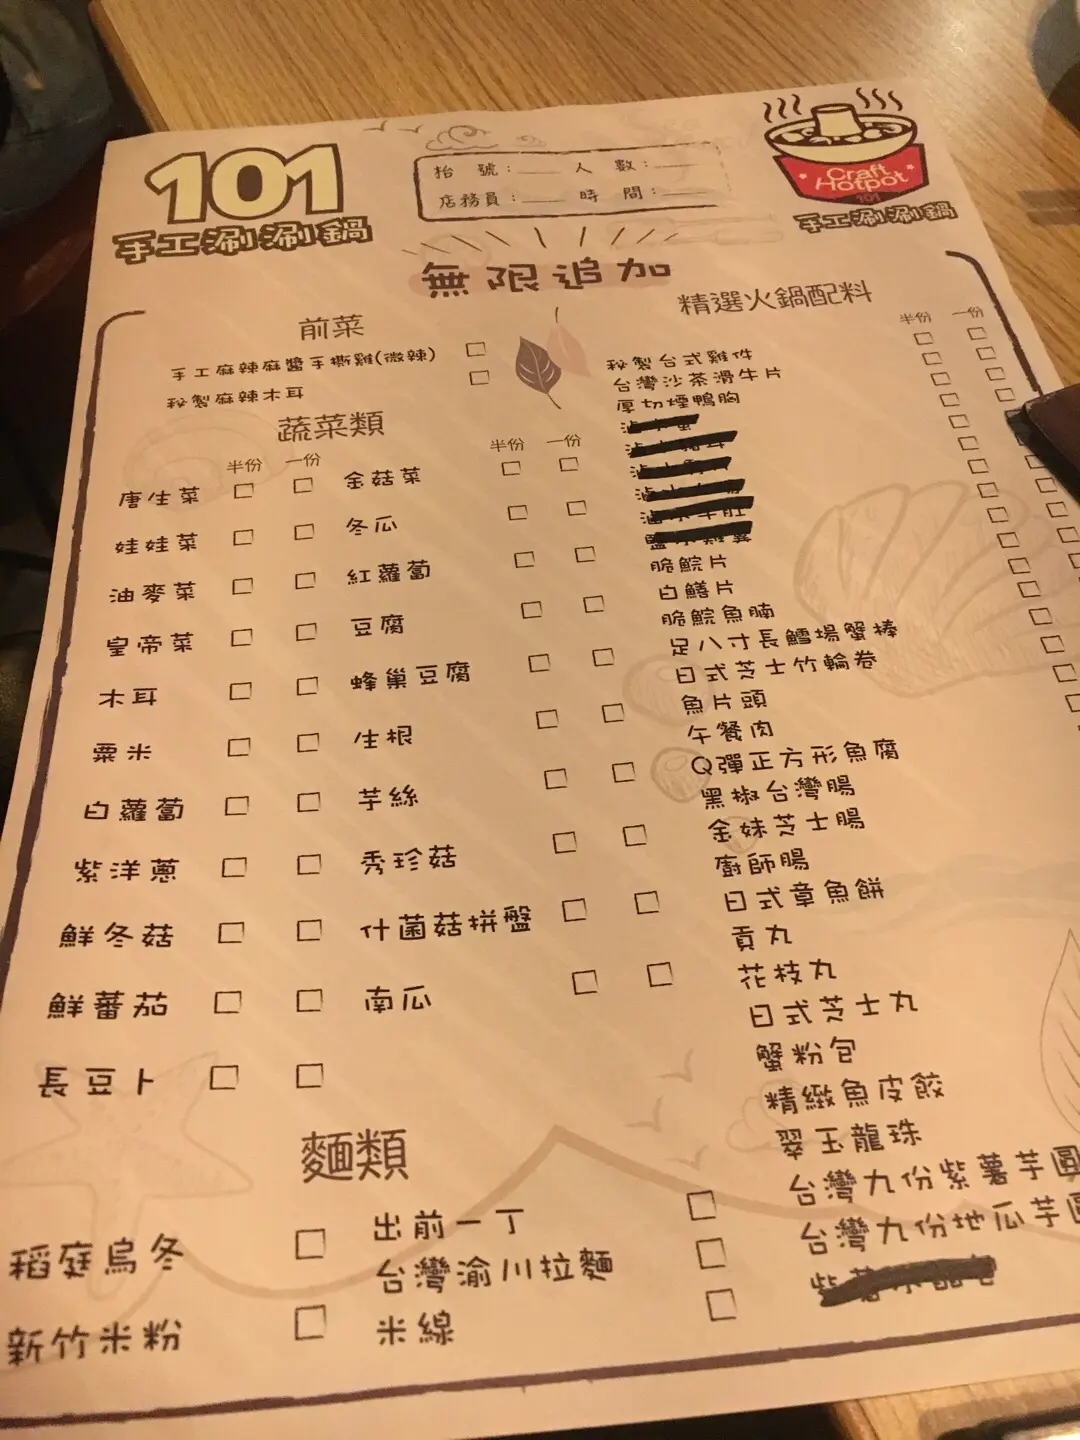 101
手工涮涮鍋
枱號：____ 人數：____
店務員：____ 時間：____
Craft
Hotpot
101
手工涮涮鍋
無限追加
前菜
手工麻辣麻醬手撕雞(微辣)
秘製麻辣木耳
蔬菜類
半份 一份
半份 一份
唐生菜
金菇菜
娃娃菜
冬瓜
油麥菜
紅蘿蔔
皇帝菜
豆腐
木耳
蜂巢豆腐
粟米
生根
白蘿蔔
芋絲
紫洋蔥
秀珍菇
鮮冬菇
什菌菇拼盤
鮮蕃茄
南瓜
長豆卜
麵類
稻庭烏冬
出前一丁
台灣渝川拉麵
新竹米粉
米線
精選火鍋配料
半份 一份
秘製台式雞件
台灣沙茶滑牛片
厚切煙鴨胸
脆鯇片
白鱔片
脆鯇魚腩
足八寸長鱈場蟹棒
日式芝士竹輪卷
魚片頭
午餐肉
Q彈正方形魚腐
黑椒台灣腸
金妹芝士腸
廚師腸
日式章魚餅
貢丸
花枝丸
日式芝士丸
蟹粉包
精緻魚皮餃
翠玉龍珠
台灣九份紫薯芋圓
台灣九份地瓜芋圓